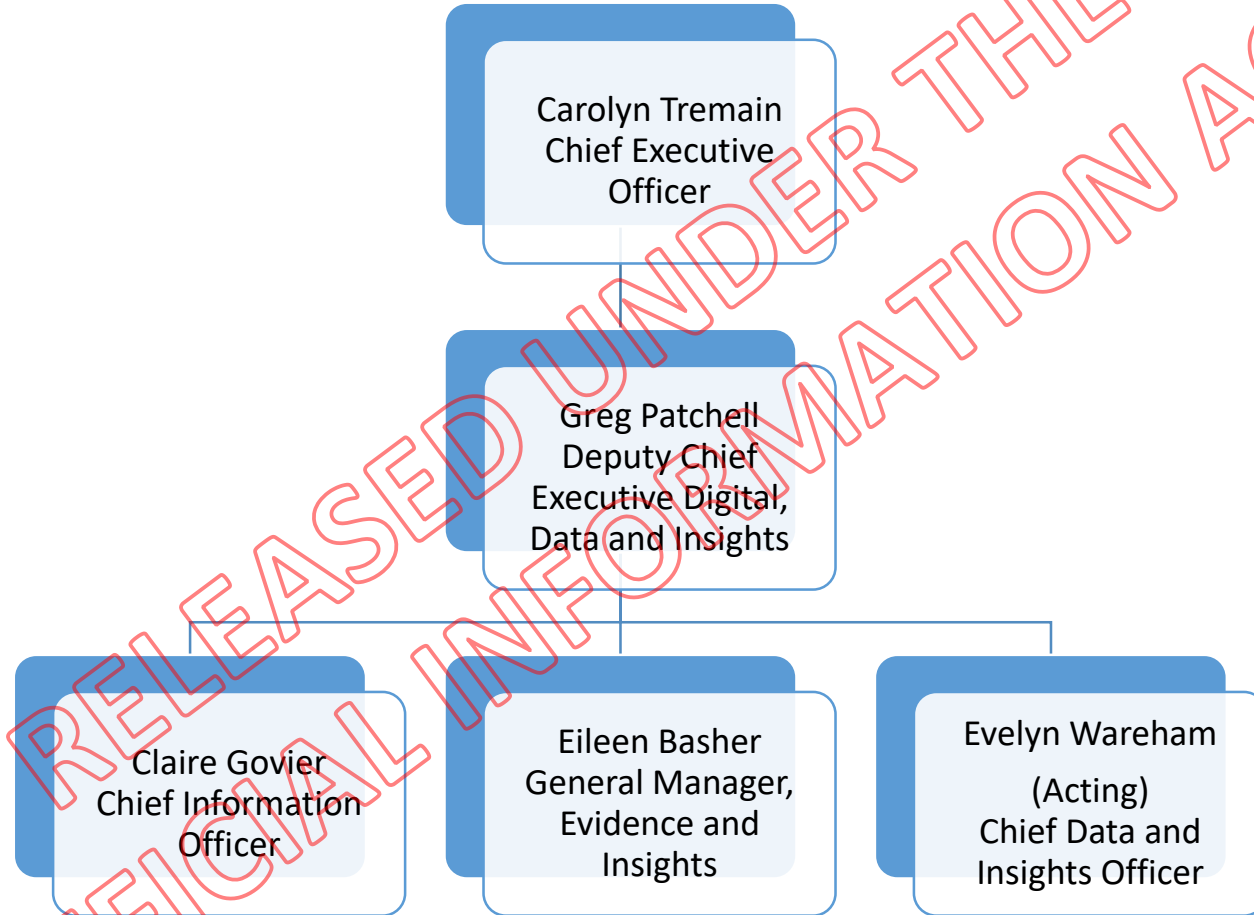 Carolyn Tremain
Chief Executive
Officer
Greg Patchell
Deputy Chief
Executive Digital,
Data and Insights
Claire Govier
Chief Information
Officer
Eileen Basher
General Manager,
Evidence and
Insights
Evelyn Wareham
(Acting)
Chief Data and
Insights Officer
RELEASED UNDER THE
FICIAL INFORMATION AC